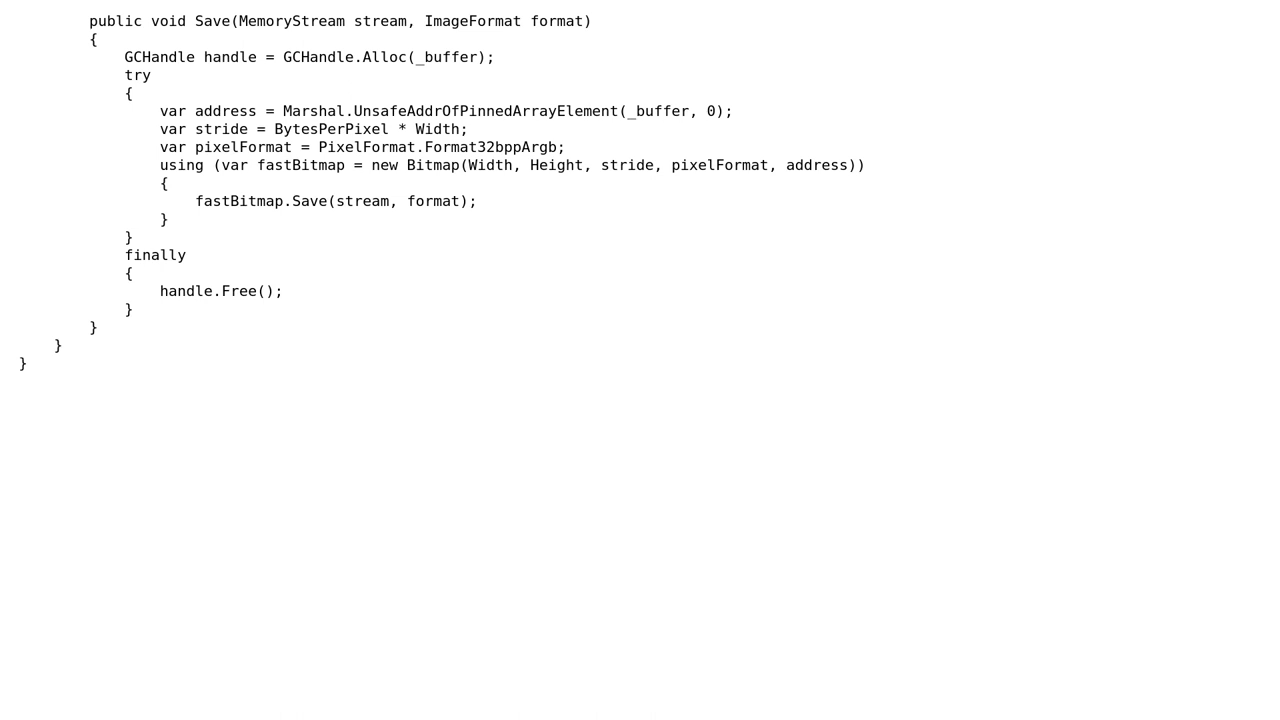 public void Save(MemoryStream stream, ImageFormat format)
{
GCHandle handle = GCHandle.Alloc(_buffer);
try
{
var address = Marshal.UnsafeAddrOfPinnedArrayElement(_buffer, 0);
var stride = BytesPerPixel * Width;
var pixelFormat = PixelFormat.Format32bppArgb;
using (var fastBitmap = new Bitmap(Width, Height, stride, pixelFormat, address))
{
fastBitmap.Save(stream, format);
}
}
finally
{
handle.Free();
}
}
}
}